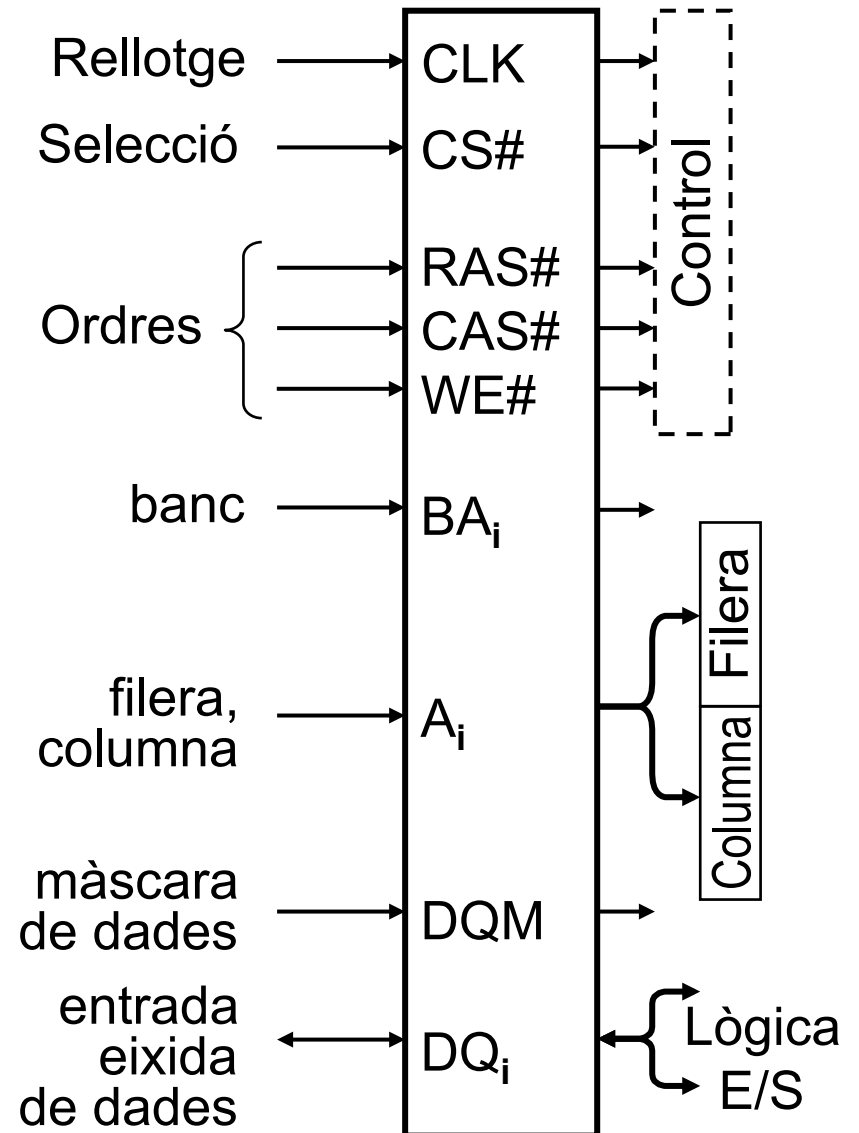 Rellotge
CLK
Selecció
CS#
Control
RAS#
Ordres
CAS#
WE#
banc
BAi
Filera
filera,
columna
Ai
Columna
màscara
de dades
DQM
entrada
eixida
de dades
DQi
Lògica
E/S